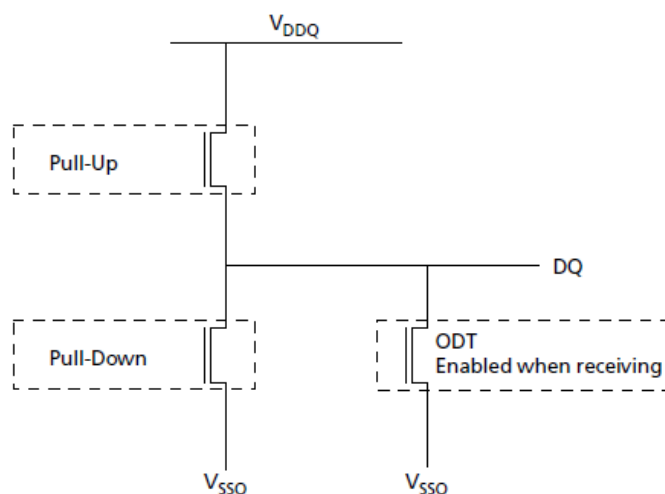 VDDQ
Pull-Up
DQ
Pull-Down
ODT
Enabled when receiving
VSSQ
VSSQ